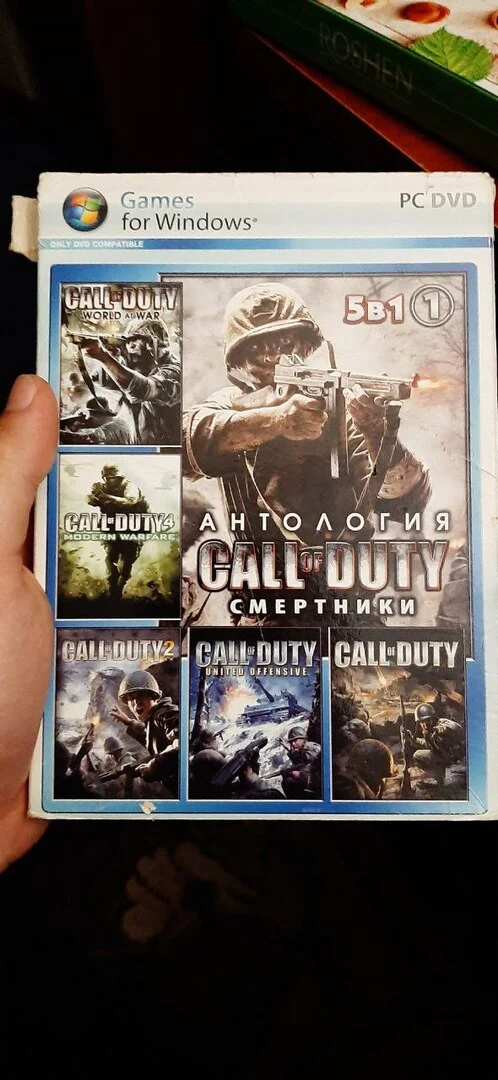 ROSHEN
Games
for Windows®
PC DVD
ONLY DVD COMPATIBLE
CALL OF DUTY
WORLD AT WAR
5В1 1
CALL OF DUTY 4
MODERN WARFARE
АНТОЛОГИЯ
CALL OF DUTY
СМЕРТНИКИ
CALL OF DUTY 2
CALL OF DUTY
UNITED OFFENSIVE
CALL OF DUTY